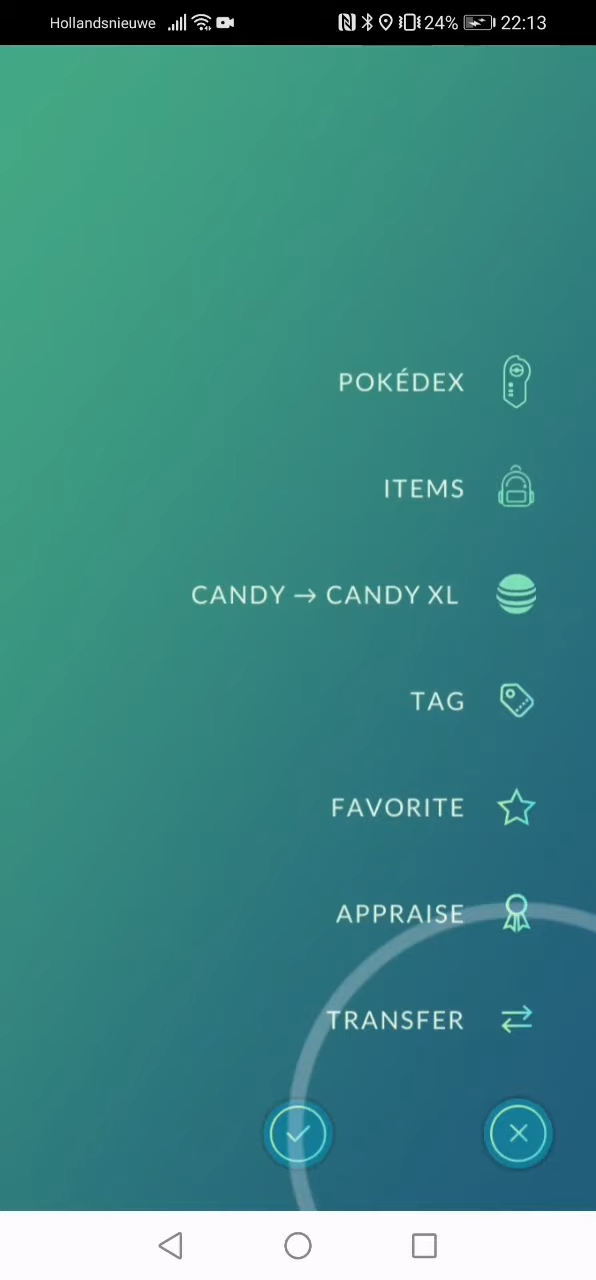 Hollandsnieuwe 24% 22:13
POKÉDEX
ITEMS
CANDY → CANDY XL
TAG
FAVORITE
APPRAISE
TRANSFER